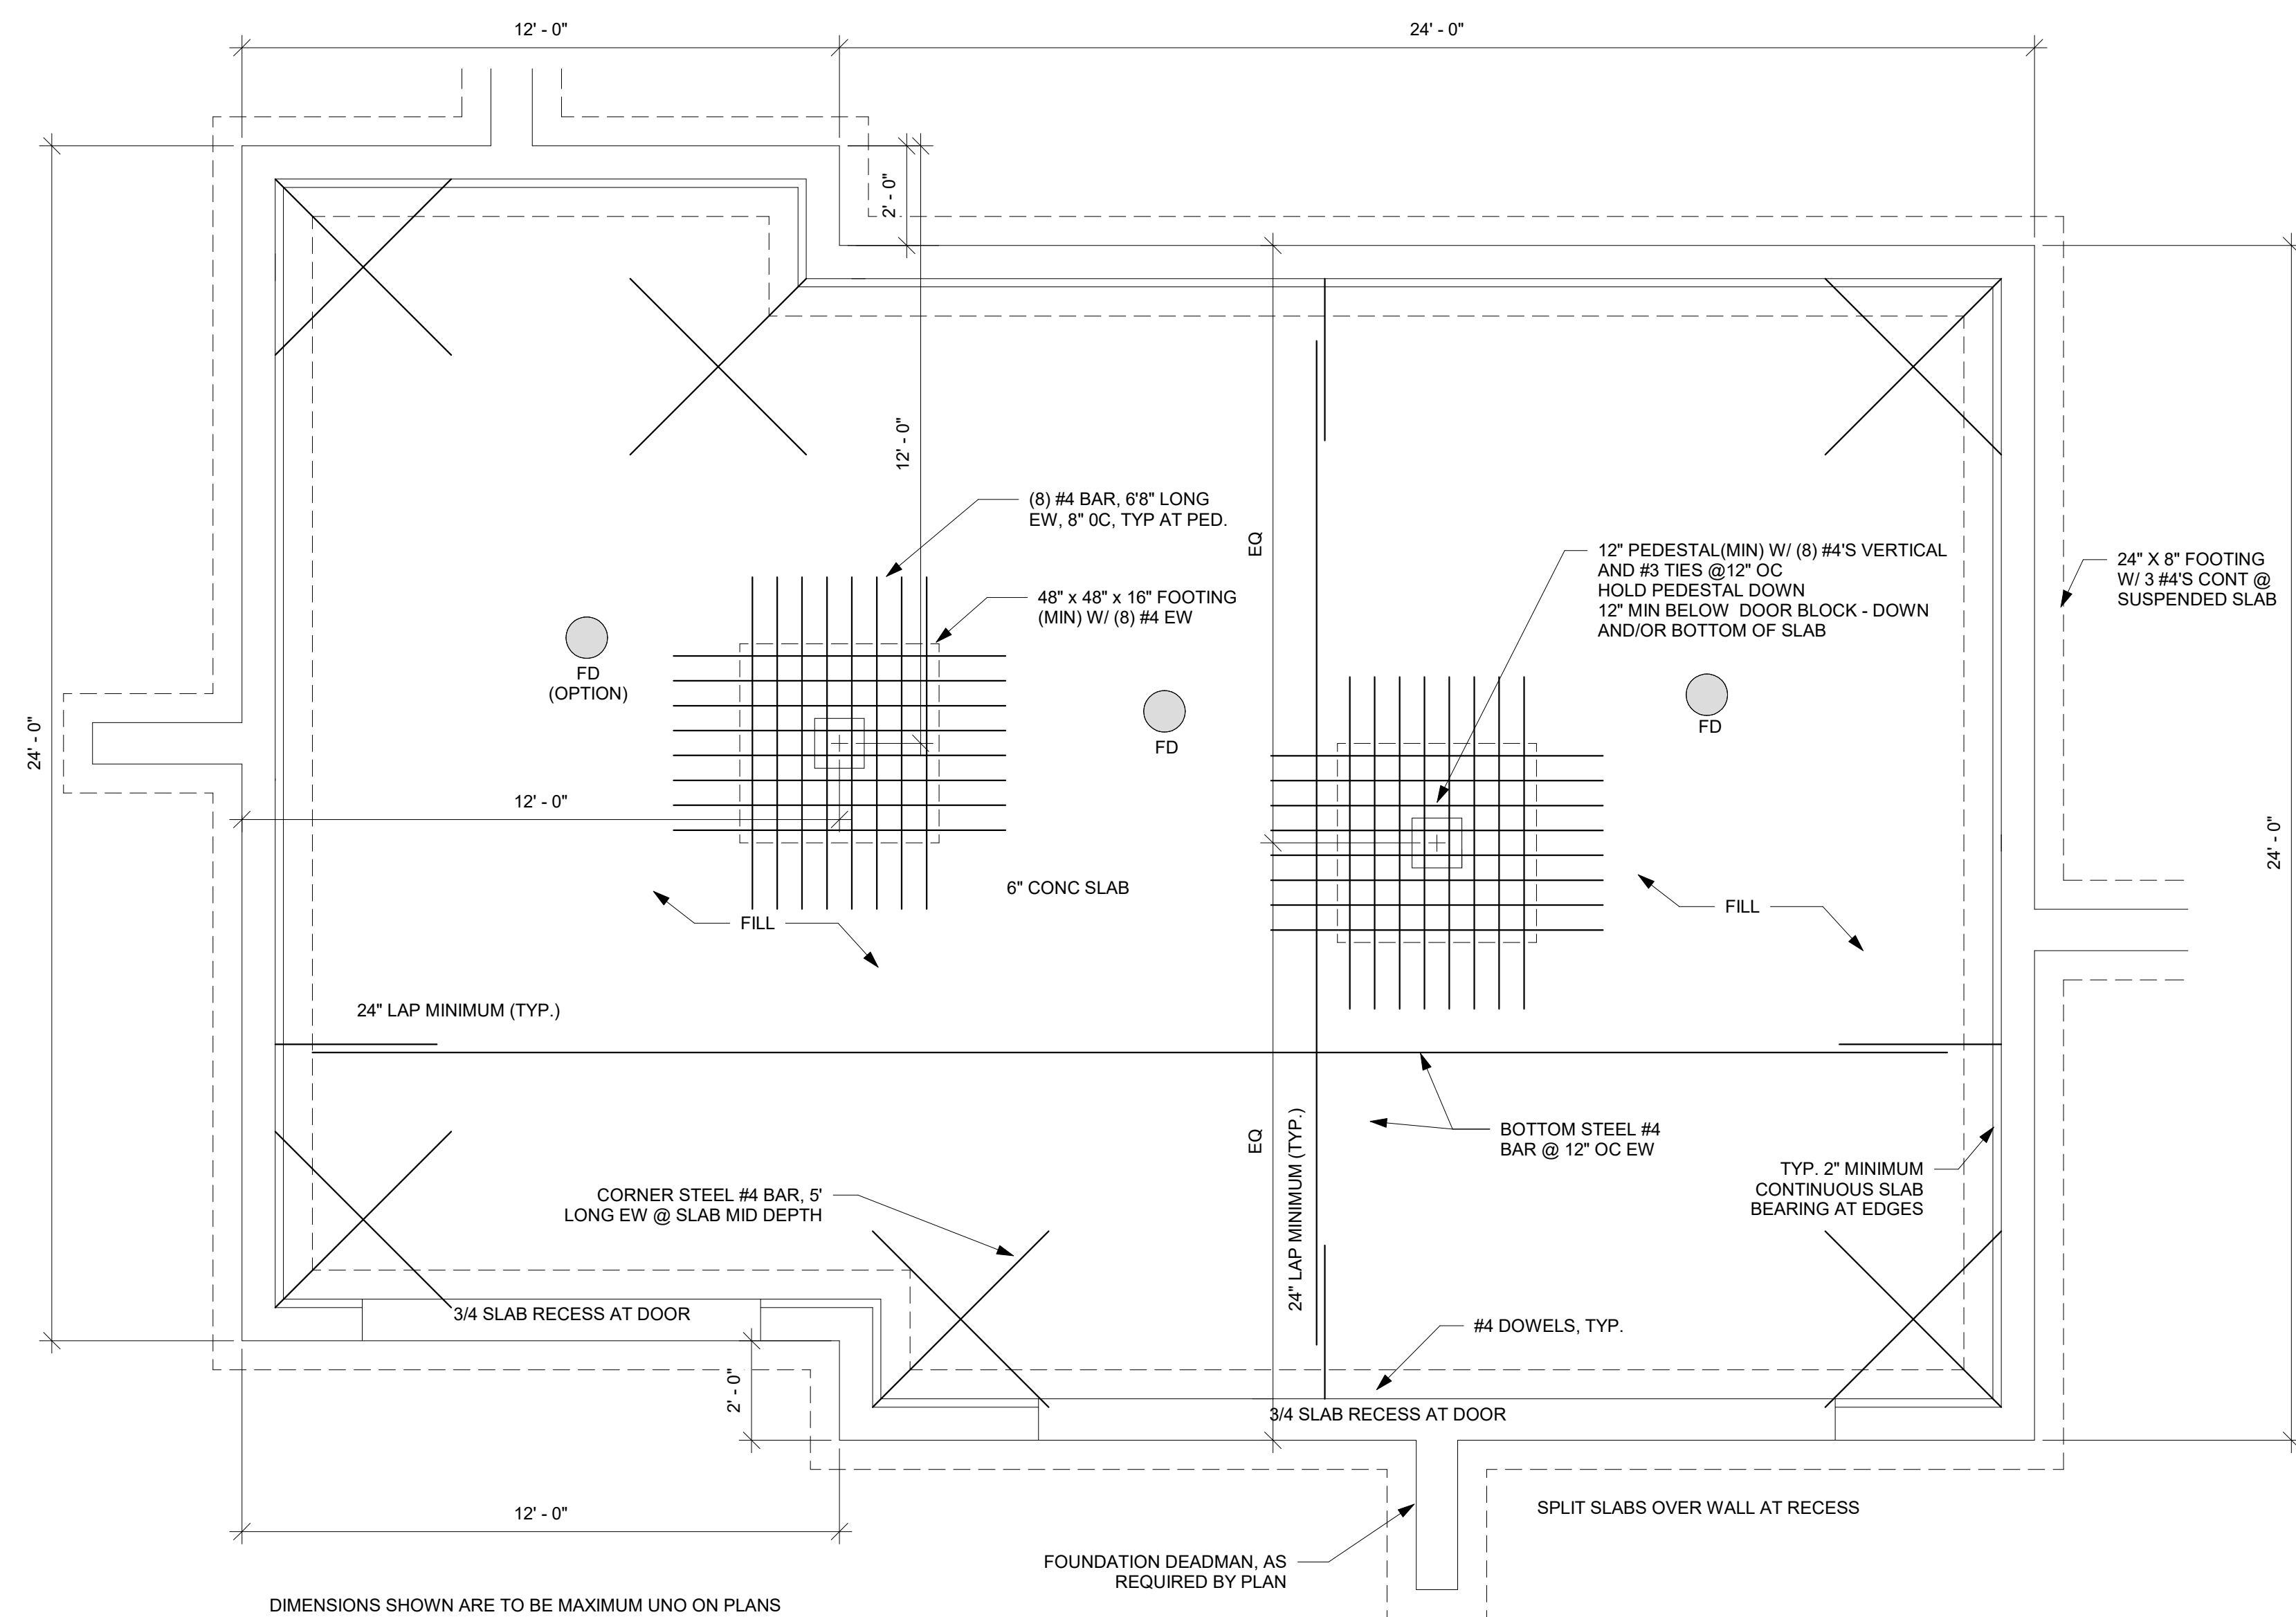 12' - 0"
24' - 0"
2' - 0"
12' - 0"
(8) #4 BAR, 6'8" LONG
EW, 8" 0C, TYP AT PED.
EQ
12" PEDESTAL(MIN) W/ (8) #4'S VERTICAL
AND #3 TIES @12" OC
HOLD PEDESTAL DOWN
12" MIN BELOW DOOR BLOCK - DOWN
AND/OR BOTTOM OF SLAB
24" X 8" FOOTING
W/ 3 #4'S CONT @
SUSPENDED SLAB
48" x 48" x 16" FOOTING
(MIN) W/ (8) #4 EW
FD
(OPTION)
FD
FD
24' - 0"
12' - 0"
24' - 0"
6" CONC SLAB
FILL
FILL
24" LAP MINIMUM (TYP.)
BOTTOM STEEL #4
BAR @ 12" OC EW
EQ
24" LAP MINIMUM (TYP.)
TYP. 2" MINIMUM
CONTINUOUS SLAB
BEARING AT EDGES
CORNER STEEL #4 BAR, 5'
LONG EW @ SLAB MID DEPTH
3/4 SLAB RECESS AT DOOR
#4 DOWELS, TYP.
2' - 0"
3/4 SLAB RECESS AT DOOR
12' - 0"
SPLIT SLABS OVER WALL AT RECESS
FOUNDATION DEADMAN, AS
REQUIRED BY PLAN
DIMENSIONS SHOWN ARE TO BE MAXIMUM UNO ON PLANS